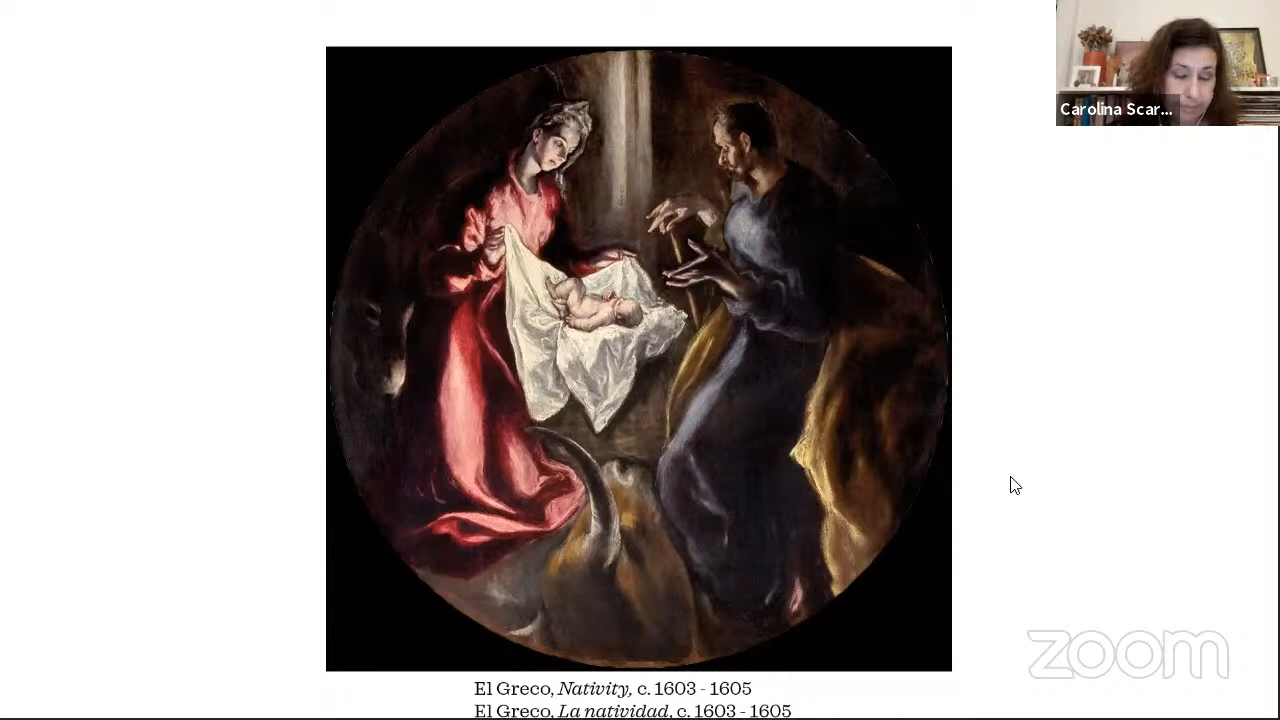 Carolina Scar...
zoom
El Greco, Nativity, c. 1603 - 1605
El Greco, La natividad, c. 1603 - 1605